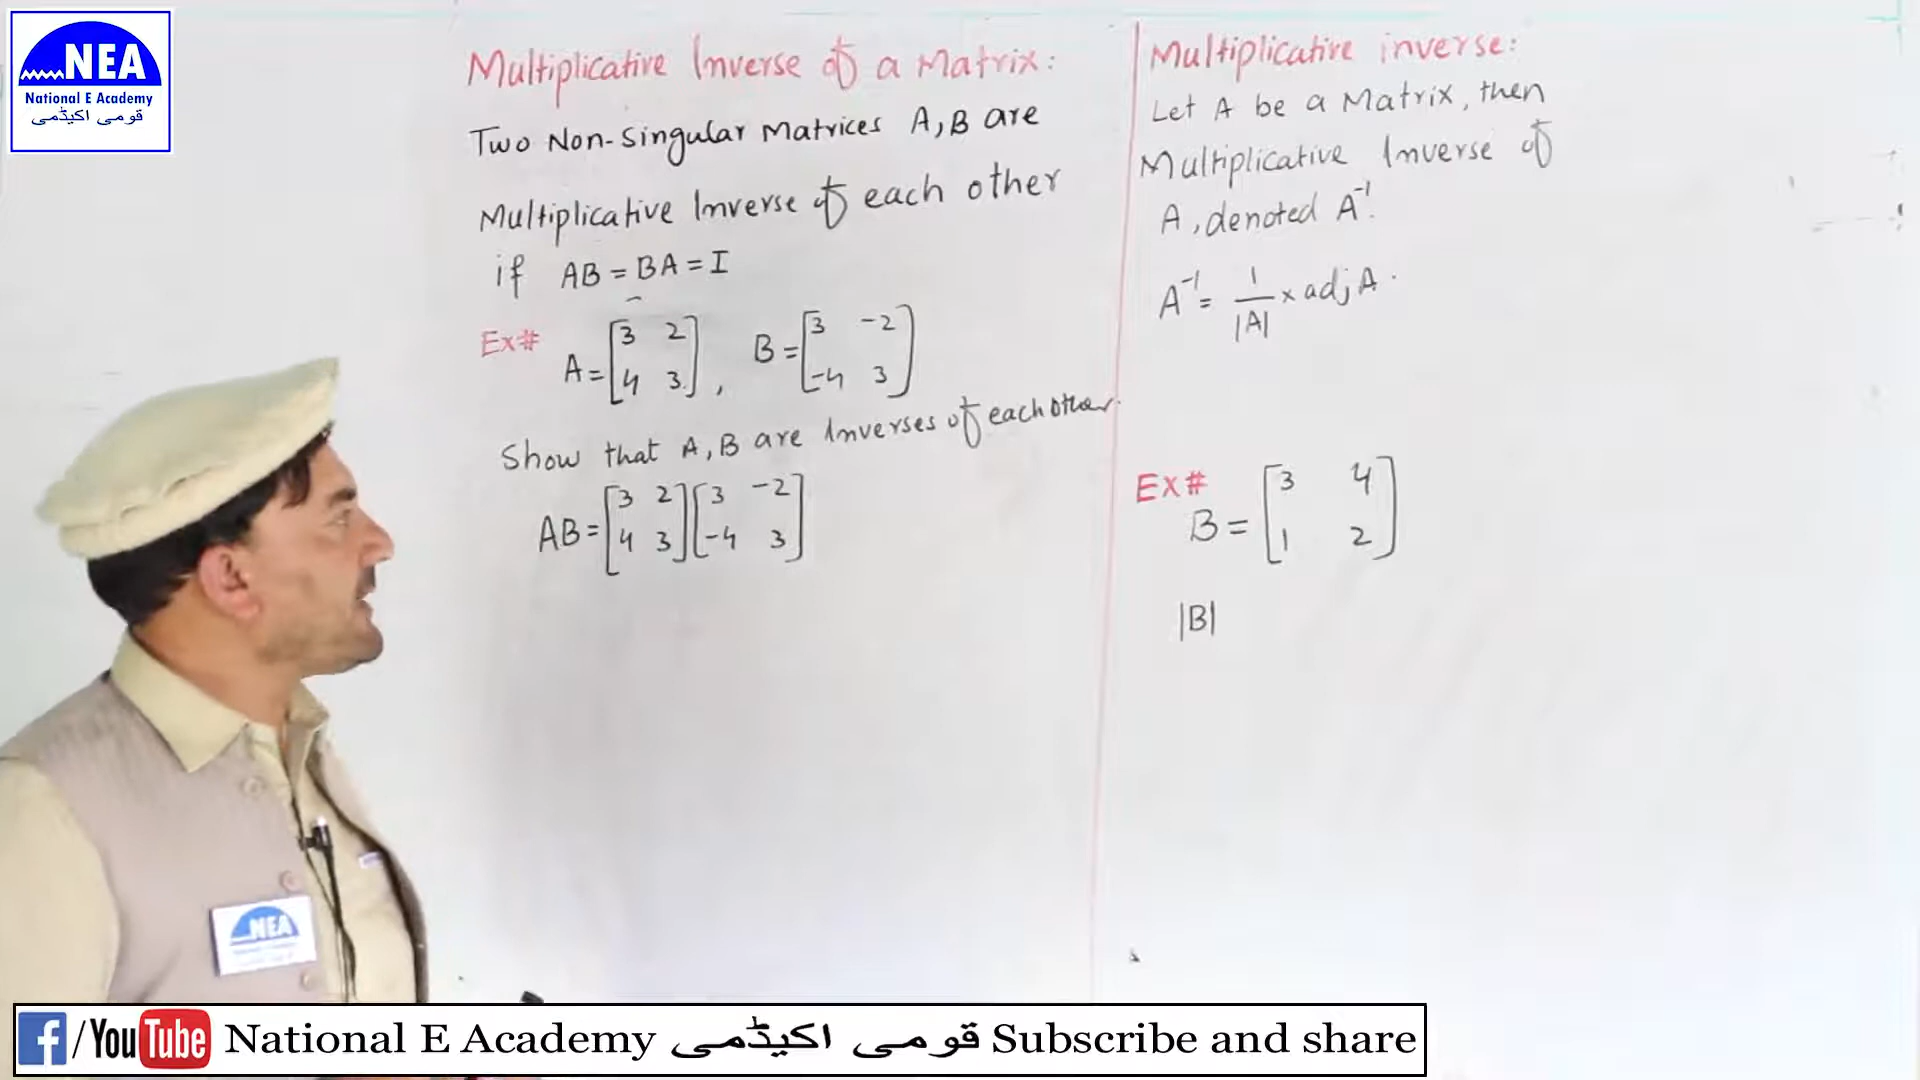 NEA
National E Academy
قومی اکیڈمی
Multiplicative Inverse of a Matrix:
Two Non-Singular Matrices A, B are
Multiplicative Inverse of each other
if AB = BA = I
Ex#
A = [3 2
4 3], B = [3 -2
-4 3]
Show that A, B are Inverses of each other.
AB = [3 2
4 3] [3 -2
-4 3]
Multiplicative inverse:
Let A be a Matrix, then
Multiplicative Inverse of
A, denoted A⁻¹.
A⁻¹ = 1/|A| × adj A.
Ex#
B = [3 4
1 2]
|B|
NEA
f/YouTube National E Academy قومی اکیڈمی Subscribe and share